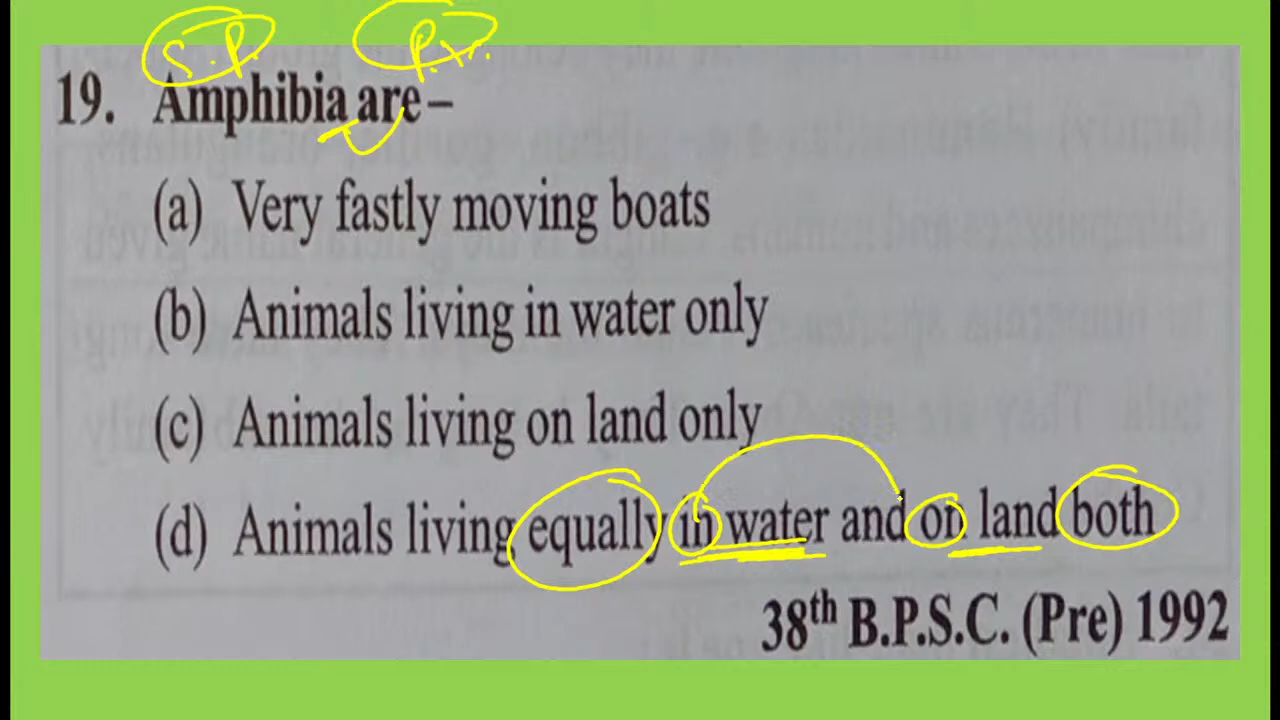 S.P P.x.
19. Amphibia are –
(a) Very fastly moving boats
(b) Animals living in water only
(c) Animals living on land only
(d) Animals living equally in water and on land both
38th B.P.S.C. (Pre) 1992